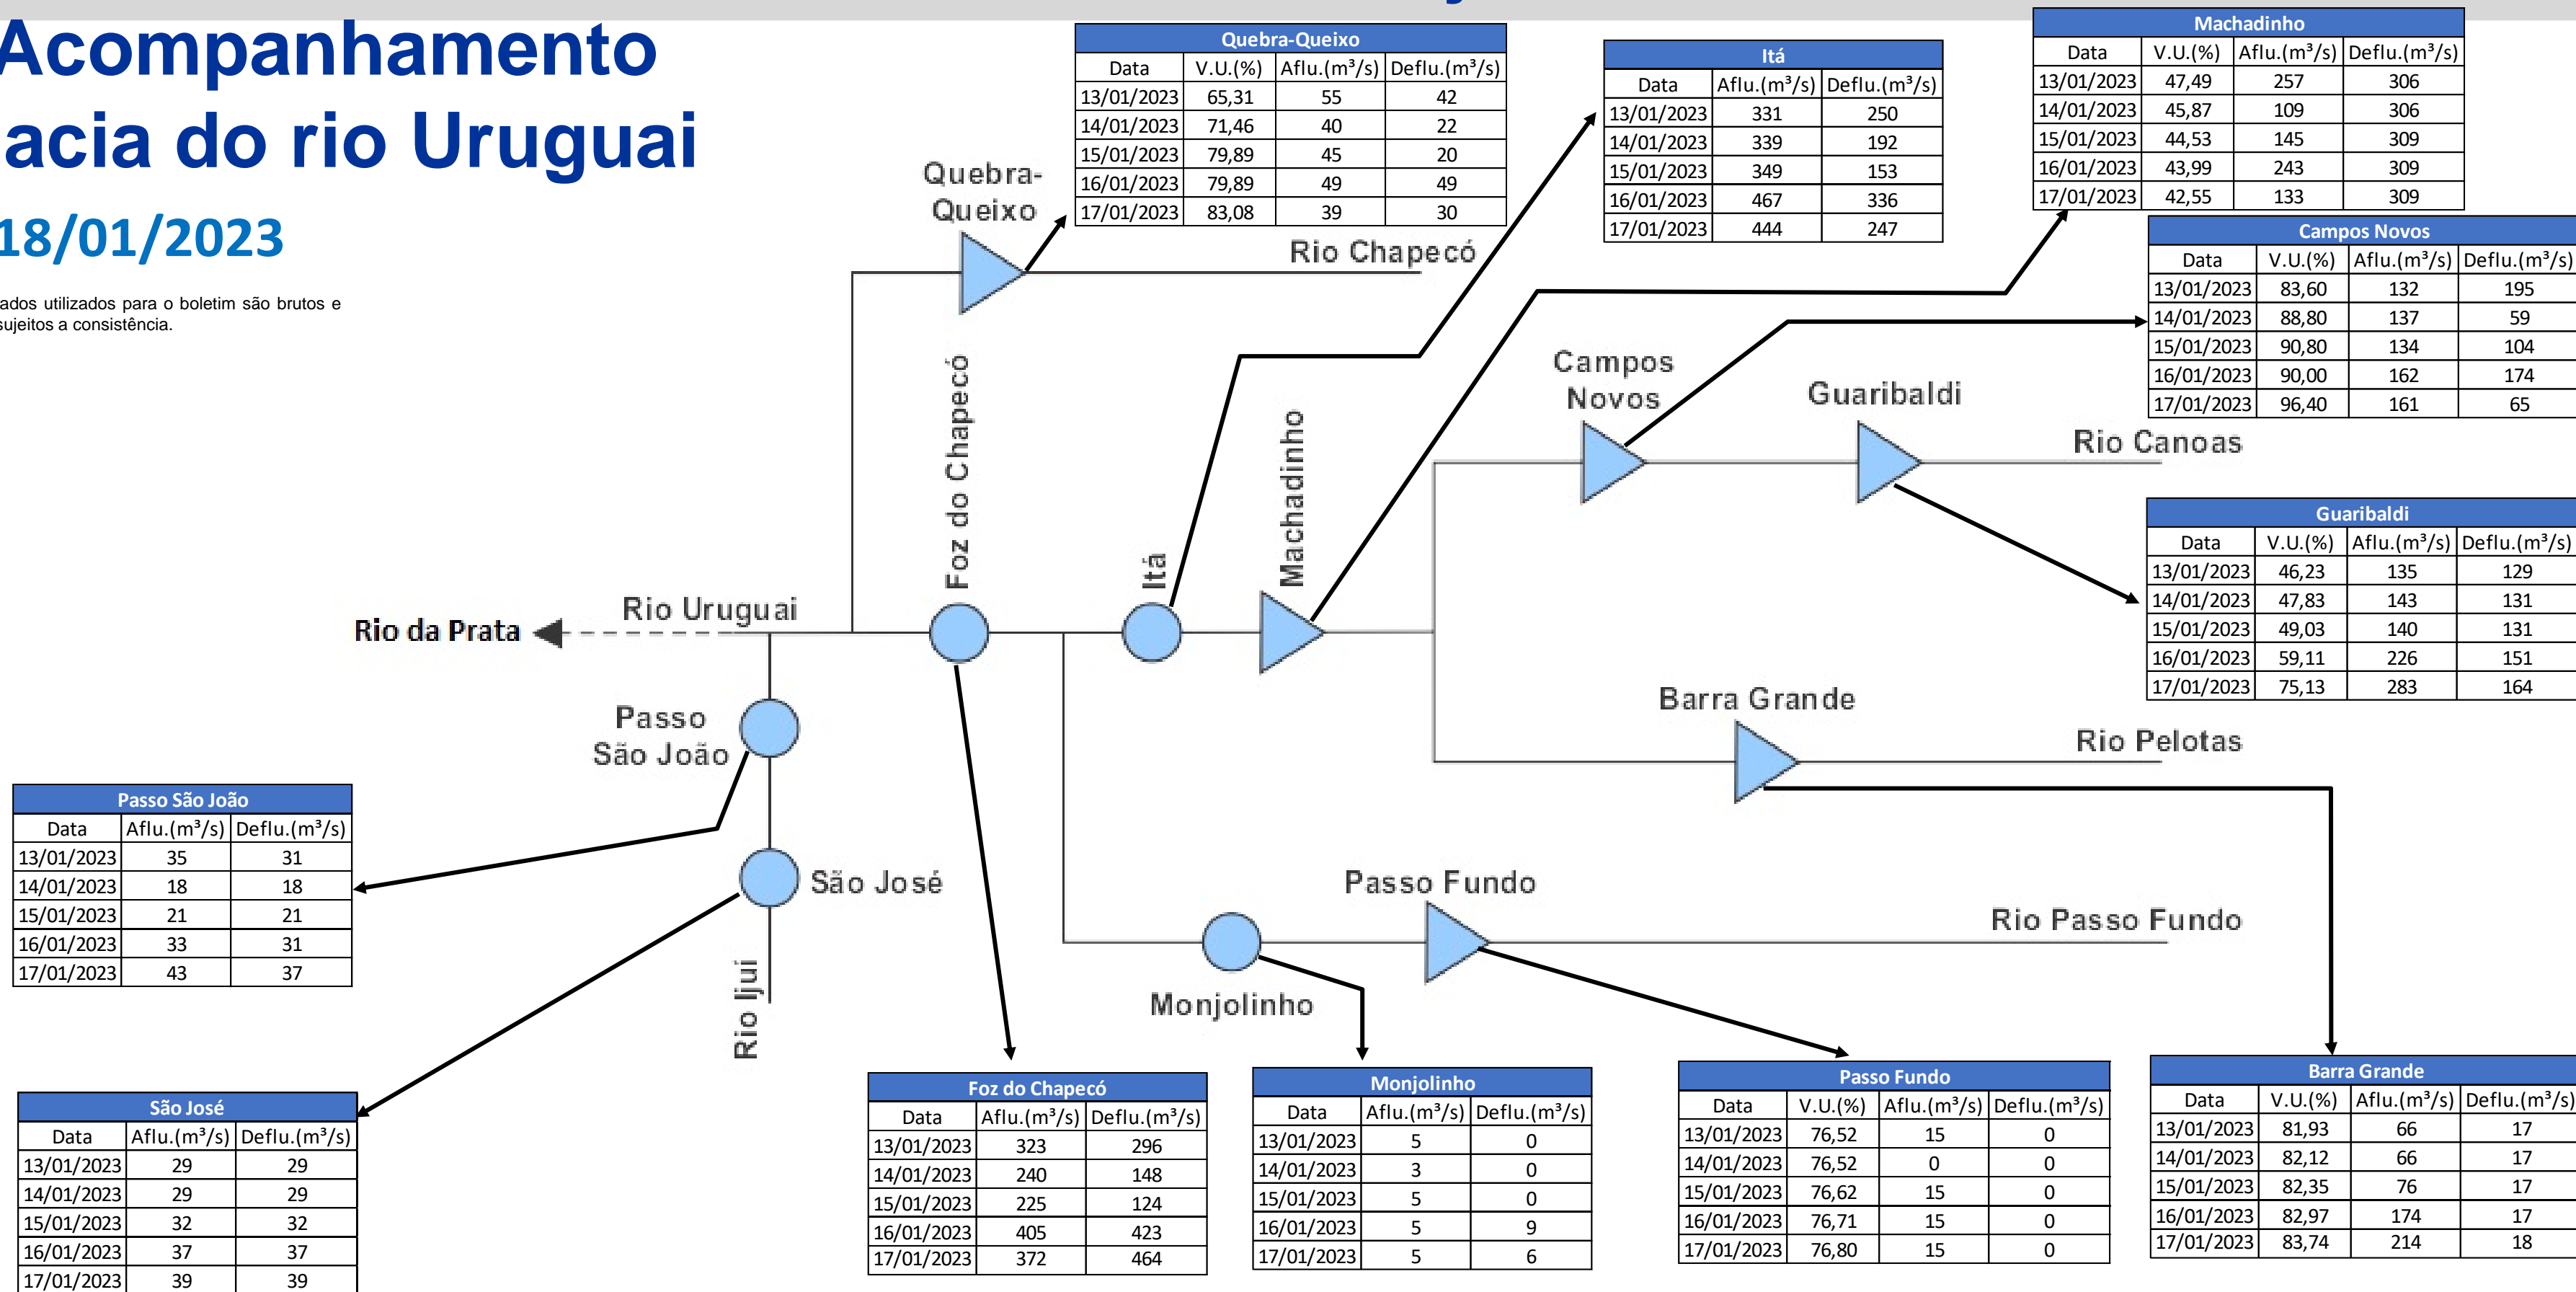 Acompanhamento
acia do rio Uruguai
18/01/2023
ados utilizados para o boletim são brutos e
sujeitos a consistência.
Quebra-Queixo
Data V.U.(%) Aflu.(m³/s) Deflu.(m³/s)
13/01/2023 65,31 55 42
14/01/2023 71,46 40 22
15/01/2023 79,89 45 20
16/01/2023 79,89 49 49
17/01/2023 83,08 39 30
Itá
Data Aflu.(m³/s) Deflu.(m³/s)
13/01/2023 331 250
14/01/2023 339 192
15/01/2023 349 153
16/01/2023 467 336
17/01/2023 444 247
Machadinho
Data V.U.(%) Aflu.(m³/s) Deflu.(m³/s)
13/01/2023 47,49 257 306
14/01/2023 45,87 109 306
15/01/2023 44,53 145 309
16/01/2023 43,99 243 309
17/01/2023 42,55 133 309
Campos Novos
Data V.U.(%) Aflu.(m³/s) Deflu.(m³/s)
13/01/2023 83,60 132 195
14/01/2023 88,80 137 59
15/01/2023 90,80 134 104
16/01/2023 90,00 162 174
17/01/2023 96,40 161 65
Quebra-
Queixo
Rio Chapecó
Foz do Chapecó
Itá
Machadinho
Campos
Novos
Guaribaldi
Rio Canoas
Guaribaldi
Data V.U.(%) Aflu.(m³/s) Deflu.(m³/s)
13/01/2023 46,23 135 129
14/01/2023 47,83 143 131
15/01/2023 49,03 140 131
16/01/2023 59,11 226 151
17/01/2023 75,13 283 164
Rio da Prata
Rio Uruguai
Passo
São João
Barra Grande
Rio Pelotas
São José
Passo Fundo
Rio Passo Fundo
Monjolinho
Rio Ijuí
Passo São João
Data Aflu.(m³/s) Deflu.(m³/s)
13/01/2023 35 31
14/01/2023 18 18
15/01/2023 21 21
16/01/2023 33 31
17/01/2023 43 37
São José
Data Aflu.(m³/s) Deflu.(m³/s)
13/01/2023 29 29
14/01/2023 29 29
15/01/2023 32 32
16/01/2023 37 37
17/01/2023 39 39
Foz do Chapecó
Data Aflu.(m³/s) Deflu.(m³/s)
13/01/2023 323 296
14/01/2023 240 148
15/01/2023 225 124
16/01/2023 405 423
17/01/2023 372 464
Monjolinho
Data Aflu.(m³/s) Deflu.(m³/s)
13/01/2023 5 0
14/01/2023 3 0
15/01/2023 5 0
16/01/2023 5 9
17/01/2023 5 6
Passo Fundo
Data V.U.(%) Aflu.(m³/s) Deflu.(m³/s)
13/01/2023 76,52 15 0
14/01/2023 76,52 0 0
15/01/2023 76,62 15 0
16/01/2023 76,71 15 0
17/01/2023 76,80 15 0
Barra Grande
Data V.U.(%) Aflu.(m³/s) Deflu.(m³/s)
13/01/2023 81,93 66 17
14/01/2023 82,12 66 17
15/01/2023 82,35 76 17
16/01/2023 82,97 174 17
17/01/2023 83,74 214 18